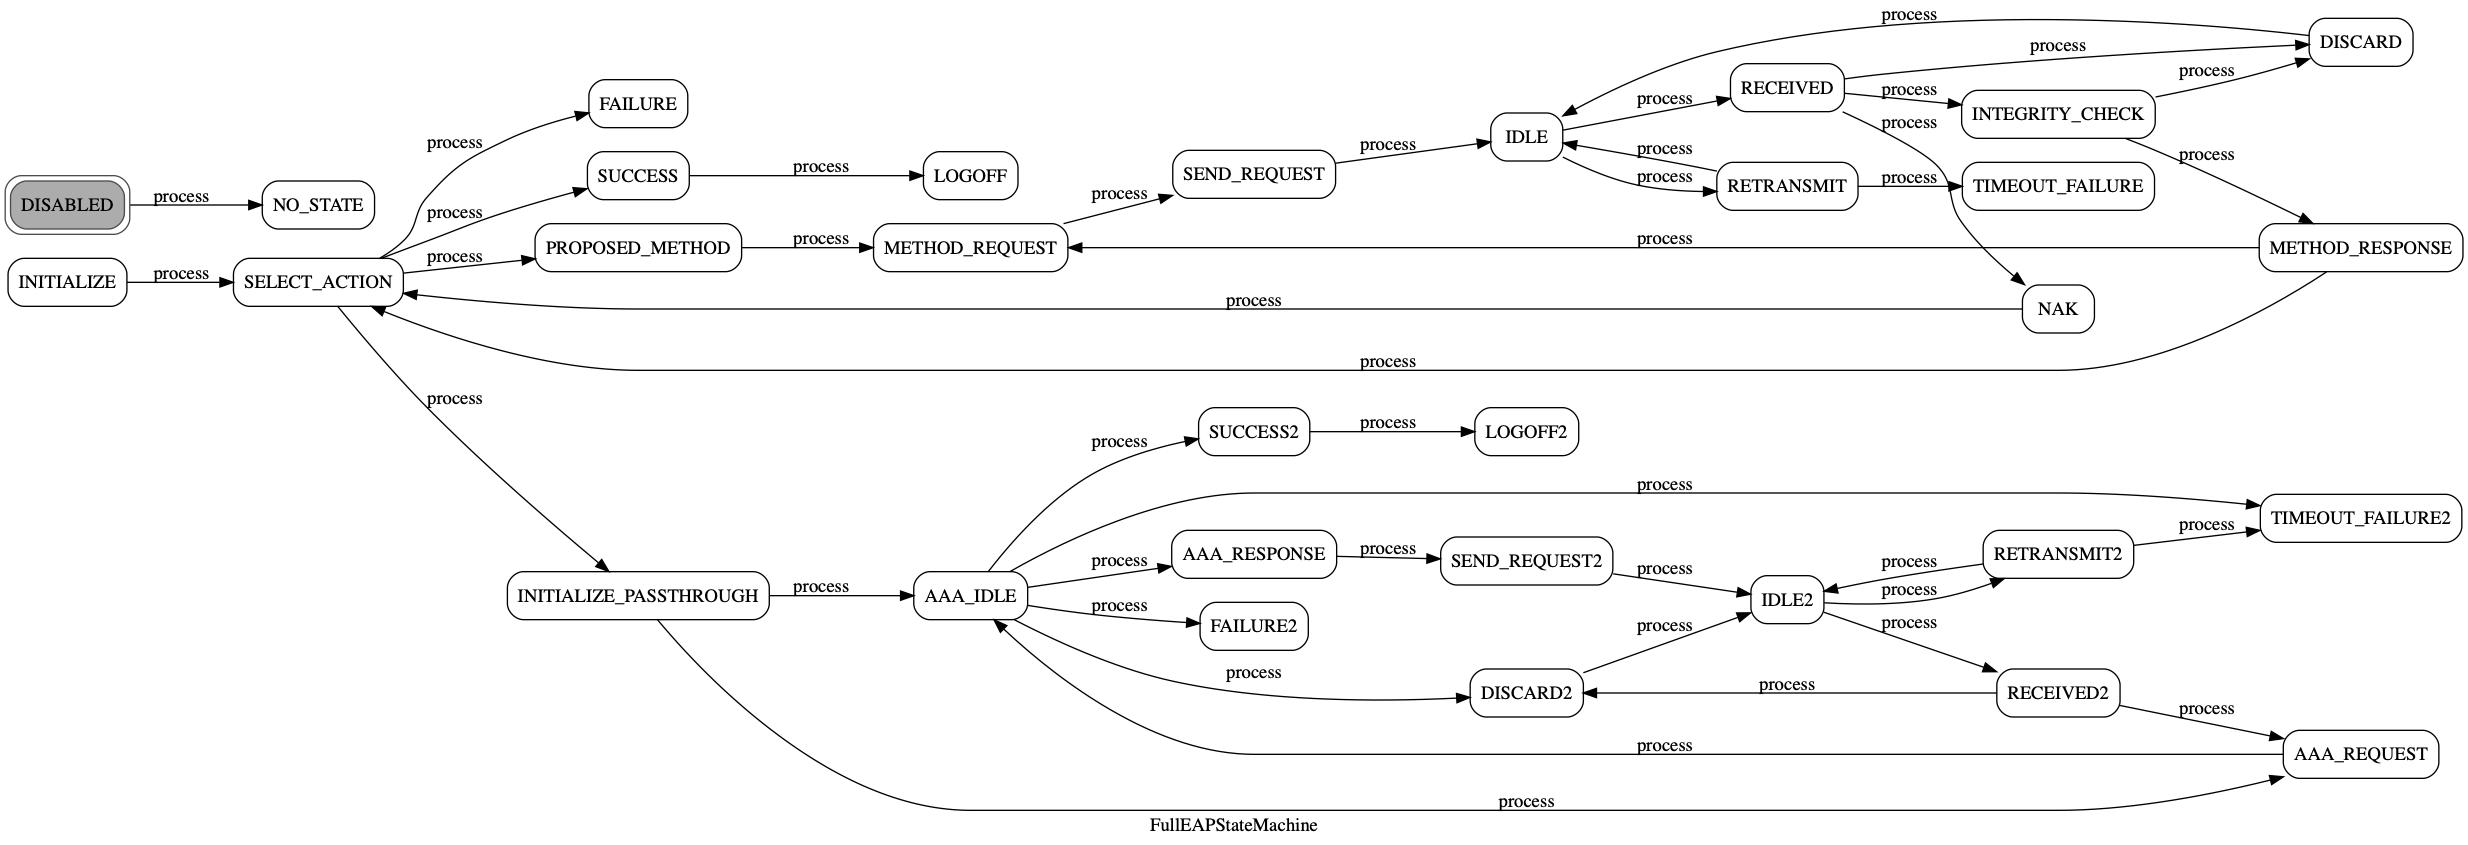 process
DISCARD
process
RECEIVED
process
INTEGRITY_CHECK
process
process
FAILURE
process
IDLE
process
process
process
process
SUCCESS
process
LOGOFF
process
SEND_REQUEST
process
RETRANSMIT
process
TIMEOUT_FAILURE
process
DISABLED
process
NO_STATE
process
process
PROPOSED_METHOD
process
METHOD_REQUEST
process
METHOD_RESPONSE
INITIALIZE
process
SELECT_ACTION
process
process
NAK
process
process
SUCCESS2
process
LOGOFF2
process
process
TIMEOUT_FAILURE2
process
AAA_RESPONSE
process
SEND_REQUEST2
process
RETRANSMIT2
process
process
process
INITIALIZE_PASSTHROUGH
process
AAA_IDLE
process
FAILURE2
IDLE2
process
process
process
DISCARD2
process
RECEIVED2
process
process
AAA_REQUEST
process
FullEAPStateMachine